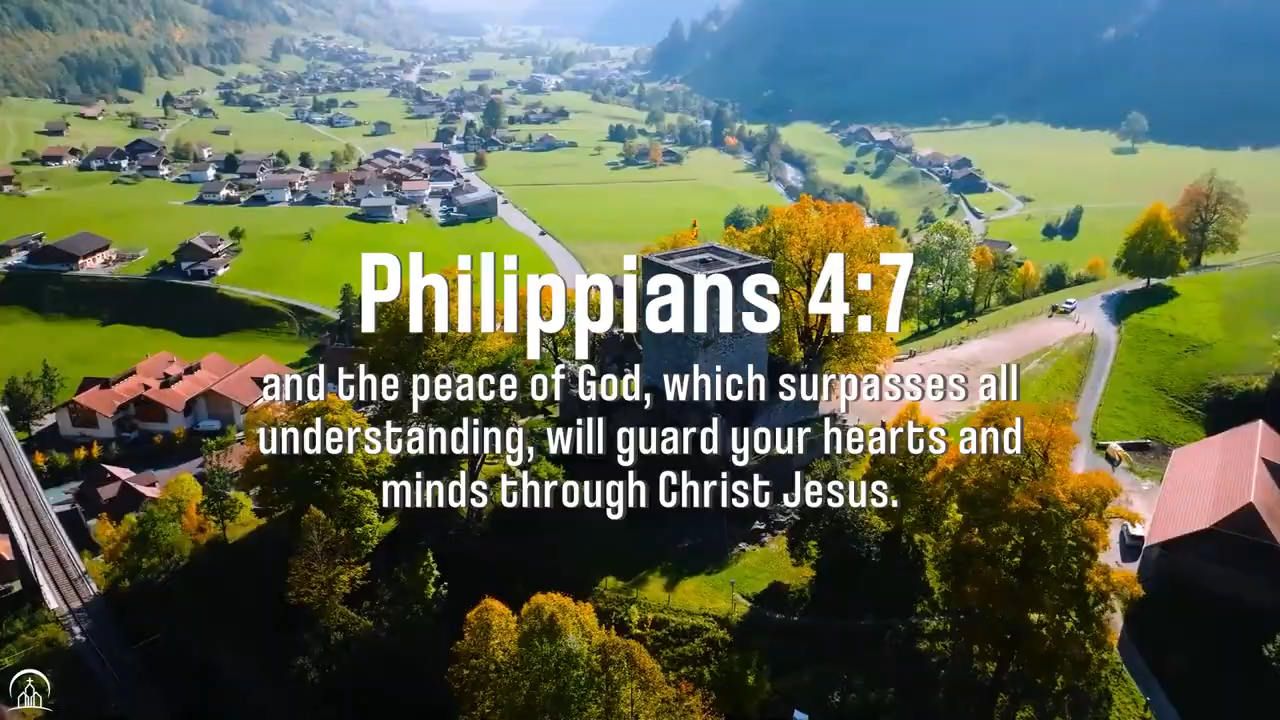 Philippians 4:7
and the peace of God, which surpasses all
understanding, will guard your hearts and
minds through Christ Jesus.